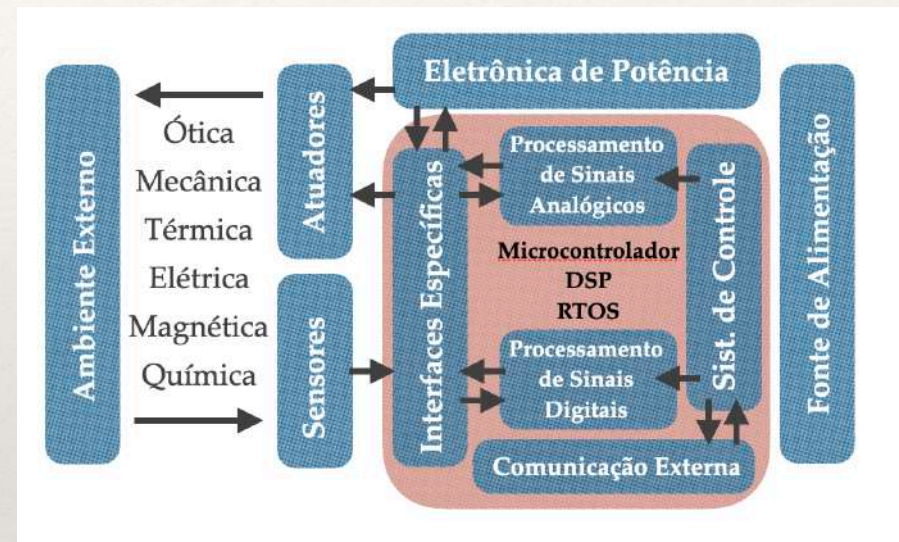 Eletrônica de Potência
Ambiente Externo
Ótica
Mecânica
Térmica
Elétrica
Magnética
Química
Atuadores
Sensores
Interfaces Específicas
Processamento
de Sinais
Analógicos
Microcontrolador
DSP
RTOS
Processamento
de Sinais
Digitais
Sist. de Controle
Comunicação Externa
Fonte de Alimentação